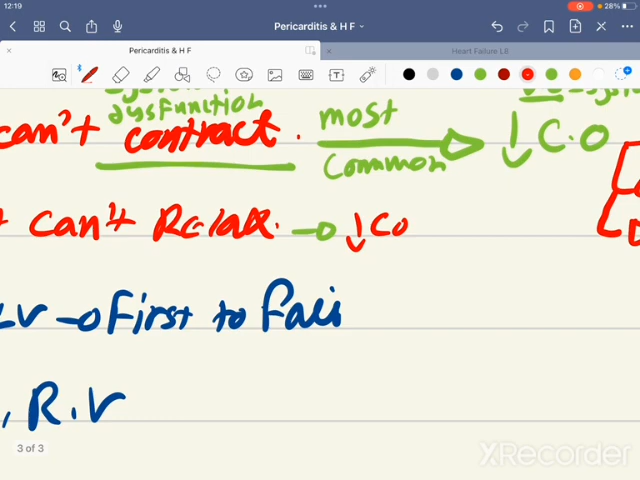 12:19
28%
Pericarditis & H F
Pericarditis & H F
Heart Failure L8
dysfunction
can't contract.
most
common
↓ C.O
can't Relax. → ↓ Co
LV → First to Fail
, R.V
3 of 3
XRecorder